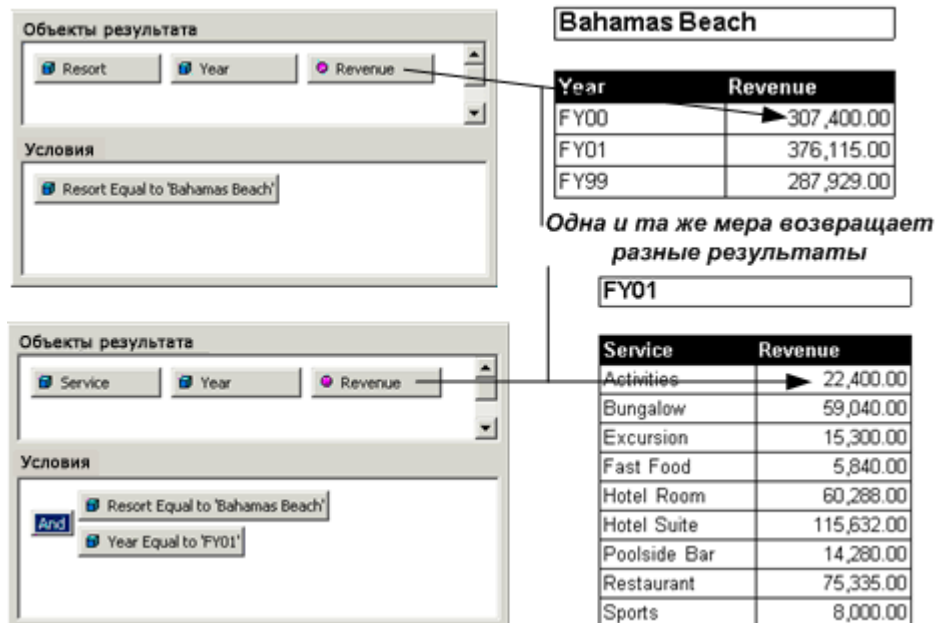 Объекты результата
Resort Year Revenue
Условия
Resort Equal to 'Bahamas Beach'
Bahamas Beach
Year Revenue
FY00 307,400.00
FY01 376,115.00
FY99 287,929.00
Одна и та же мера возвращает
разные результаты
Объекты результата
Service Year Revenue
Условия
And
Resort Equal to 'Bahamas Beach'
Year Equal to 'FY01'
FY01
Service Revenue
Activities 22,400.00
Bungalow 59,040.00
Excursion 15,300.00
Fast Food 5,840.00
Hotel Room 60,288.00
Hotel Suite 115,632.00
Poolside Bar 14,280.00
Restaurant 75,335.00
Sports 8,000.00